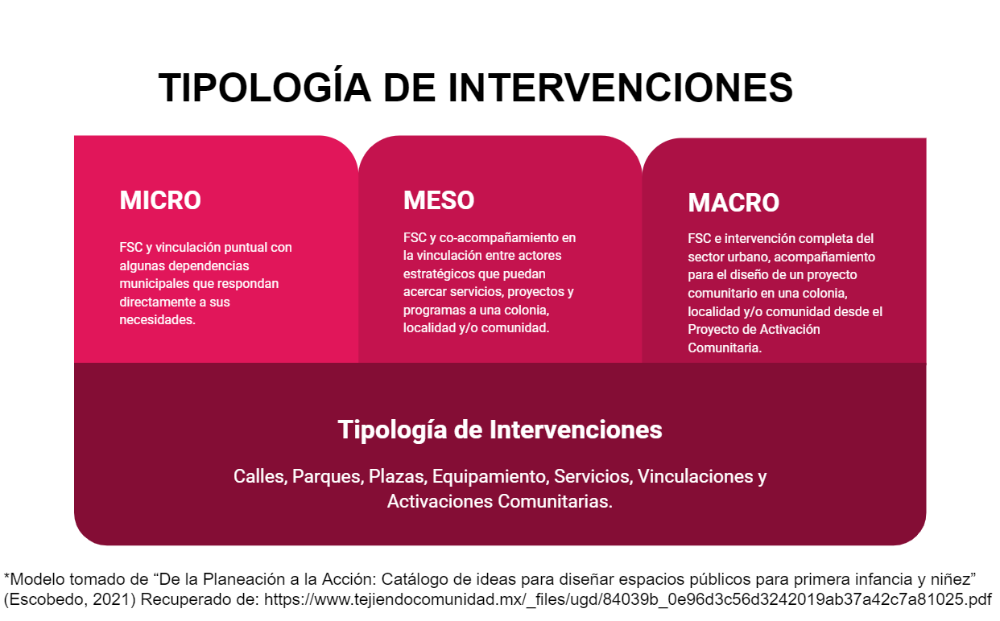 TIPOLOGÍA DE INTERVENCIONES
MICRO
FSC y vinculación puntual con
algunas dependencias
municipales que respondan
directamente a sus
necesidades.
MESO
FSC y co-acompañamiento en
la vinculación entre actores
estratégicos que puedan
acercar servicios, proyectos y
programas a una colonia,
localidad y/o comunidad.
MACRO
FSC e intervención completa del
sector urbano, acompañamiento
para el diseño de un proyecto
comunitario en una colonia,
localidad y/o comunidad desde el
Proyecto de Activación
Comunitaria.
Tipología de Intervenciones
Calles, Parques, Plazas, Equipamiento, Servicios, Vinculaciones y
Activaciones Comunitarias.
*Modelo tomado de “De la Planeación a la Acción: Catálogo de ideas para diseñar espacios públicos para primera infancia y niñez”
(Escobedo, 2021) Recuperado de: https://www.tejiendocomunidad.mx/_files/ugd/84039b_0e96d3c56d3242019ab37a42c7a81025.pdf